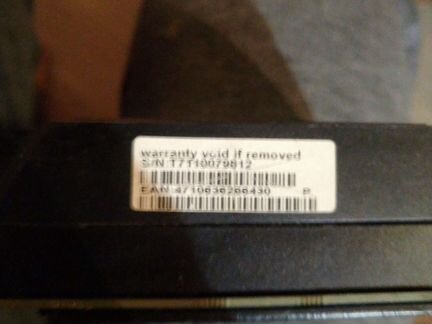 warranty void if removed
S/N:T7110079812
EAN:4710636266430 P.